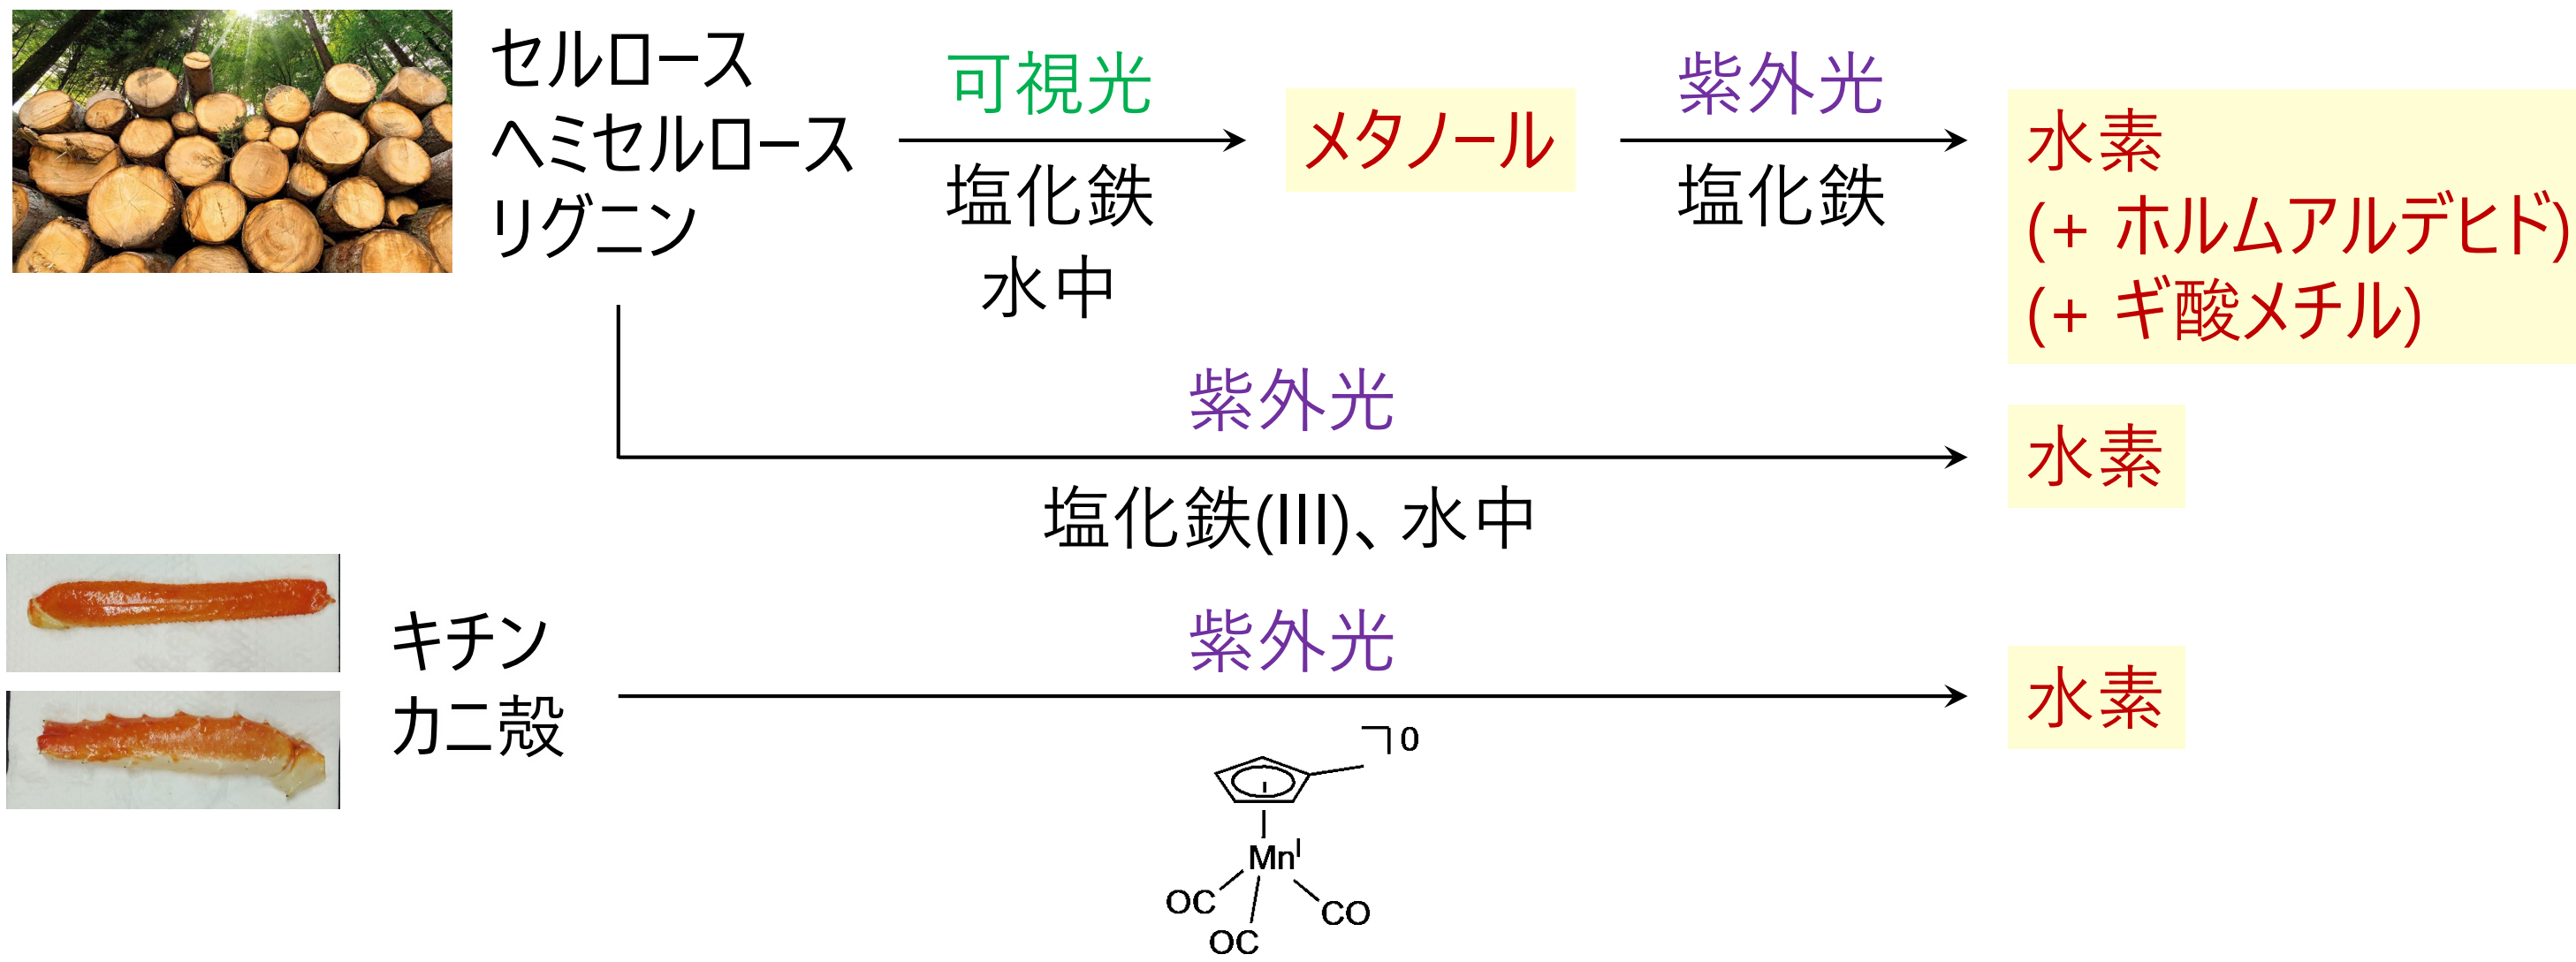 セルロース
ヘミセルロース
リグニン
可視光
塩化鉄
水中
メタノール
紫外光
塩化鉄
水素
(+ ホルムアルデヒド)
(+ ギ酸メチル)
紫外光
塩化鉄(III)、水中
水素
キチン
カニ殻
紫外光
水素
0
Mn^I
OC
OC
CO